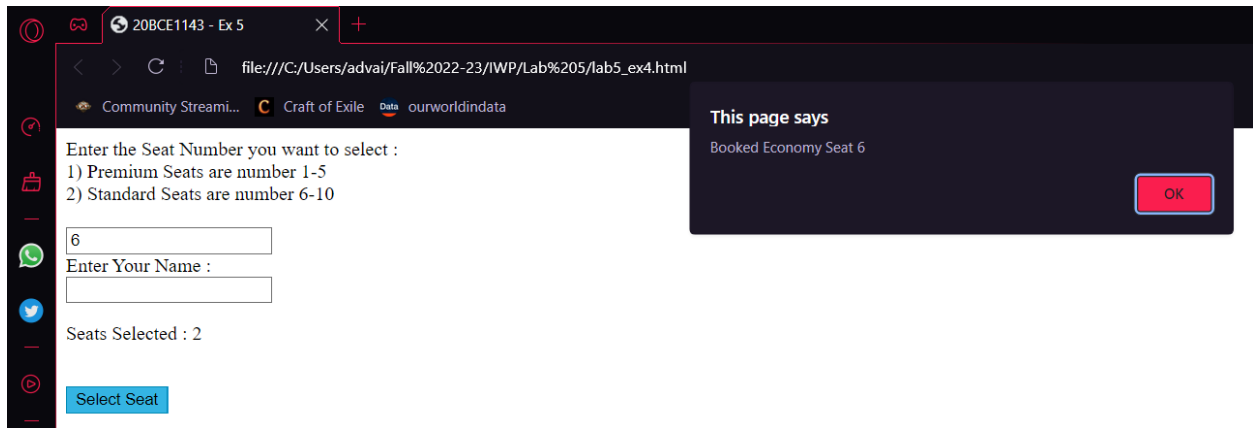 20BCE1143 - Ex 5
file:///C:/Users/advai/Fall%2022-23/IWP/Lab%205/lab5_ex4.html
Community Streami... C Craft of Exile Data ourworldindata
This page says
Booked Economy Seat 6
OK
Enter the Seat Number you want to select :
1) Premium Seats are number 1-5
2) Standard Seats are number 6-10
6
Enter Your Name :
Seats Selected : 2
Select Seat